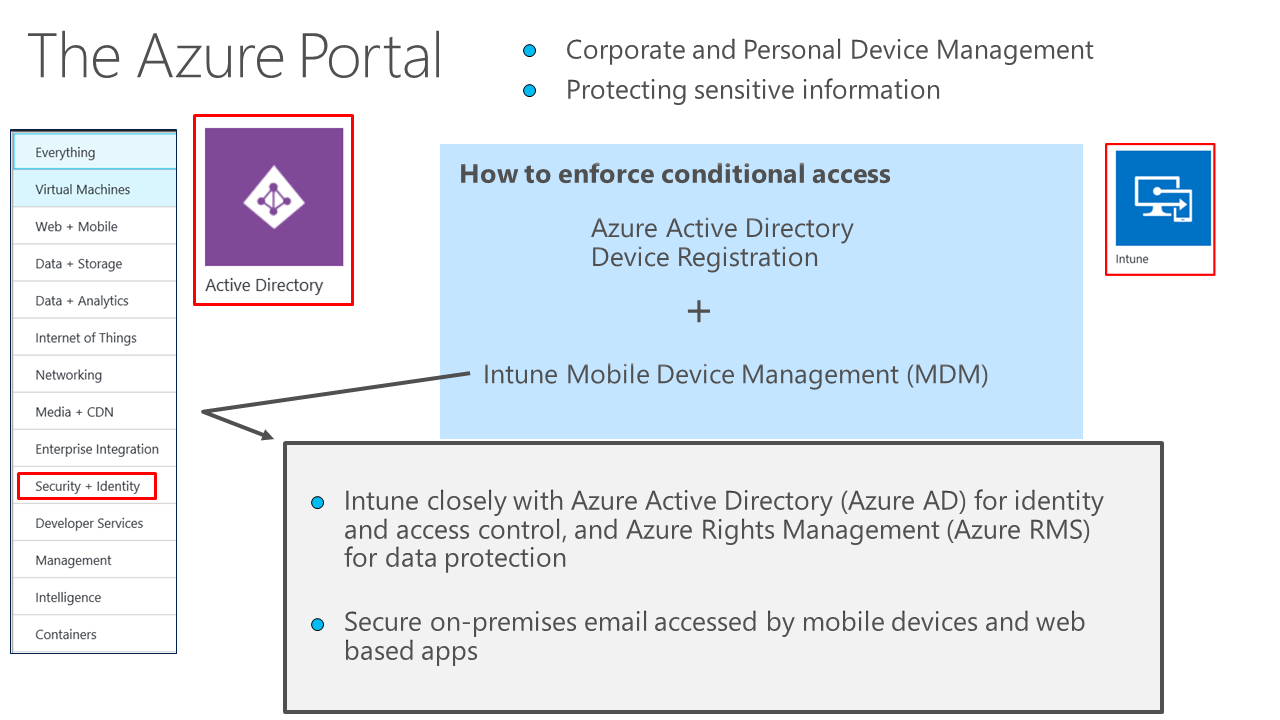 The Azure Portal
Corporate and Personal Device Management
Protecting sensitive information
Everything
Virtual Machines
Web + Mobile
Data + Storage
Data + Analytics
Internet of Things
Networking
Media + CDN
Enterprise Integration
Security + Identity
Developer Services
Management
Intelligence
Containers
Active Directory
How to enforce conditional access
Azure Active Directory
Device Registration
+
Intune Mobile Device Management (MDM)
Intune
Intune closely with Azure Active Directory (Azure AD) for identity
and access control, and Azure Rights Management (Azure RMS)
for data protection
Secure on-premises email accessed by mobile devices and web
based apps